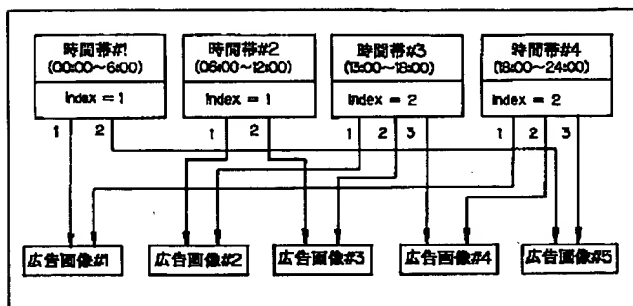 時間帯#1
(00:00~6:00)
Index = 1
時間帯#2
(06:00~12:00)
Index = 1
時間帯#3
(13:00~18:00)
Index = 2
時間帯#4
(18:00~24:00)
Index = 2
1 2 1 2 1 2 3 1 2 3
広告画像#1 広告画像#2 広告画像#3 広告画像#4 広告画像#5